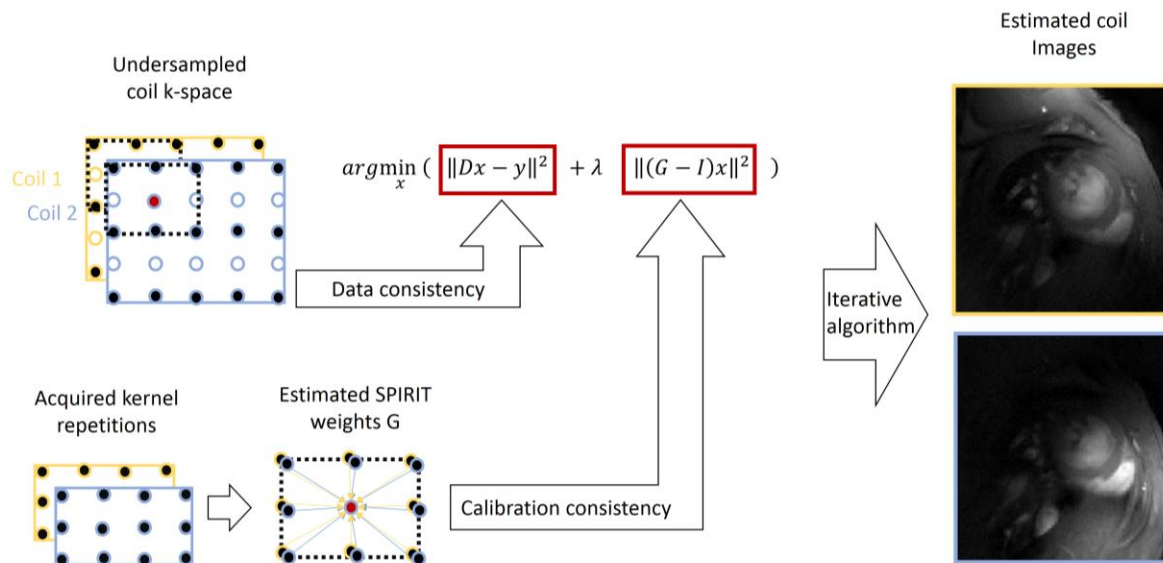 Estimated coil
Images
Undersampled
coil k-space
Coil 1
Coil 2
argmin ( ‖Dx − y‖² + λ ‖(G − I)x‖² )
x
Data consistency
Iterative
algorithm
Acquired kernel
repetitions
Estimated SPIRIT
weights G
Calibration consistency